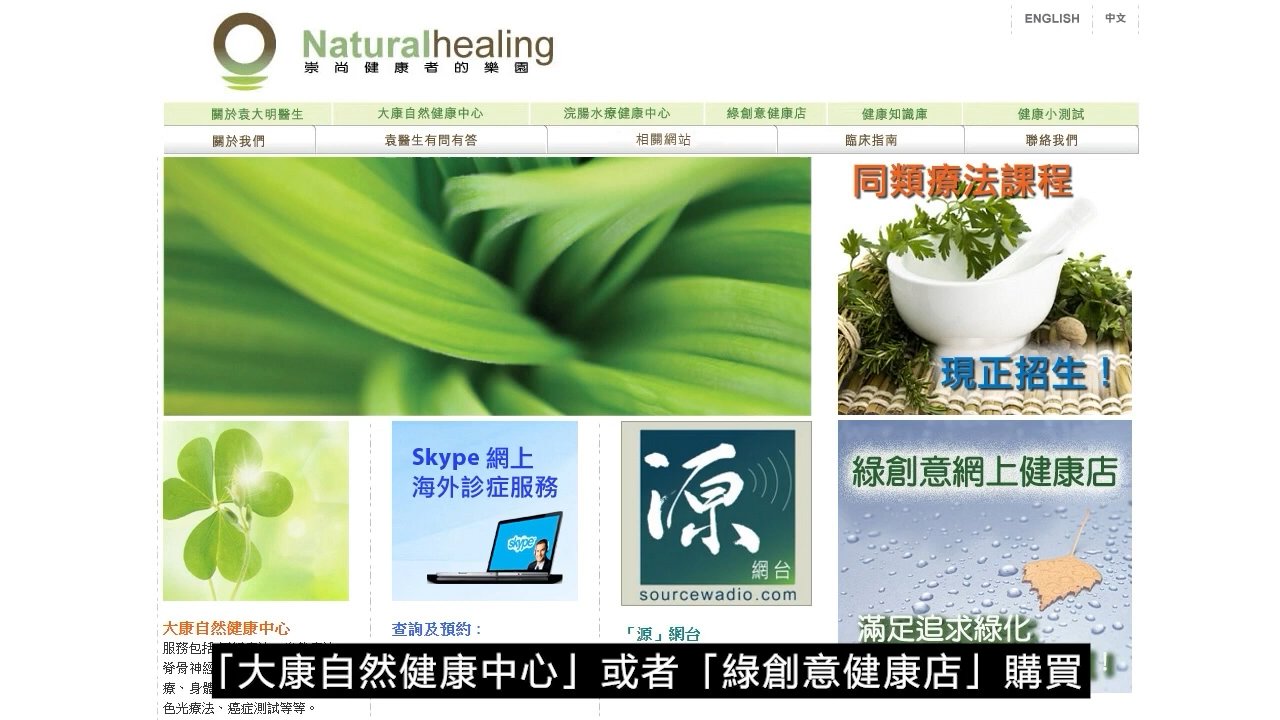 ENGLISH
中文
Naturalhealing
崇尚健康者的樂園
關於袁大明醫生
大康自然健康中心
浣腸水療健康中心
綠創意健康店
健康知識庫
健康小測試
關於我們
袁醫生有問有答
相關網站
臨床指南
聯絡我們
同類療法課程
現正招生！
Skype 網上
海外診症服務
skype
源
網台
sourcewadio.com
綠創意網上健康店
滿足追求綠化
大康自然健康中心
查詢及預約：
「源」網台
服務包括
脊骨神經
療、身體
色光療法、癌症測試等等。
「大康自然健康中心」或者「綠創意健康店」購買